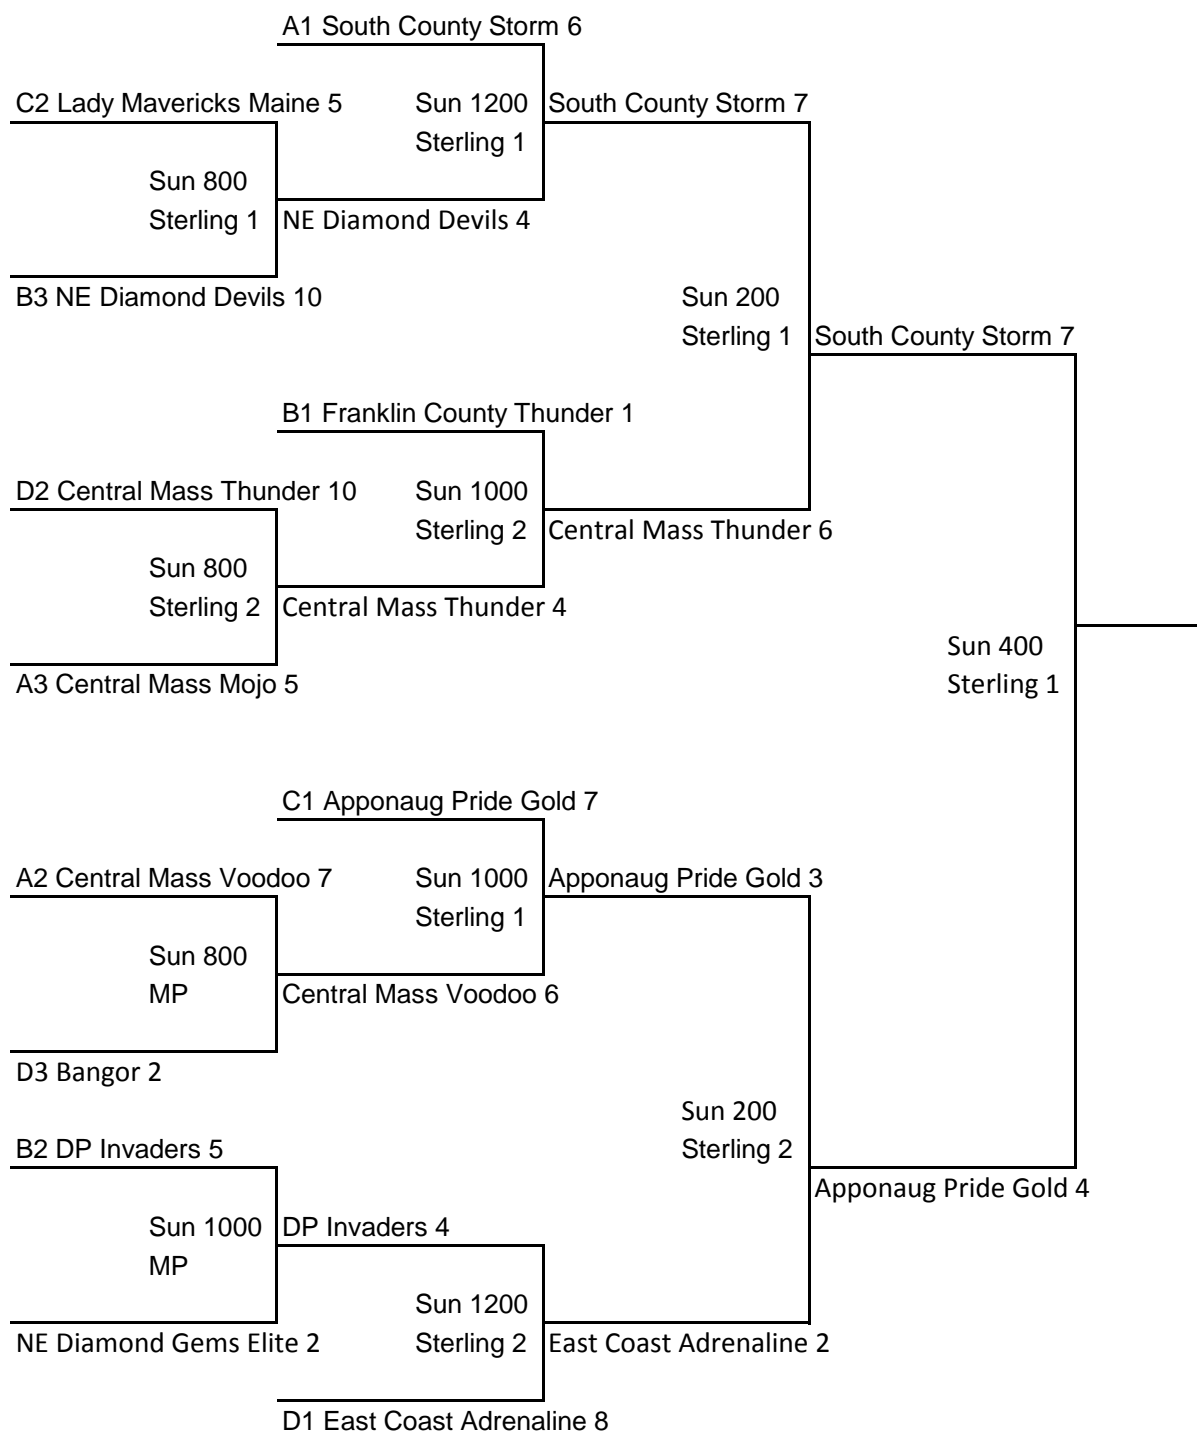 A1 South County Storm 6
C2 Lady Mavericks Maine 5
Sun 1200
South County Storm 7
Sterling 1
Sun 800
Sterling 1
NE Diamond Devils 4
B3 NE Diamond Devils 10
Sun 200
Sterling 1
South County Storm 7
B1 Franklin County Thunder 1
D2 Central Mass Thunder 10
Sun 1000
Sterling 2
Central Mass Thunder 6
Sun 800
Sterling 2
Central Mass Thunder 4
Sun 400
Sterling 1
A3 Central Mass Mojo 5
C1 Apponaug Pride Gold 7
A2 Central Mass Voodoo 7
Sun 1000
Apponaug Pride Gold 3
Sterling 1
Sun 800
MP
Central Mass Voodoo 6
D3 Bangor 2
Sun 200
Sterling 2
B2 DP Invaders 5
Apponaug Pride Gold 4
Sun 1000
DP Invaders 4
MP
Sun 1200
Sterling 2
NE Diamond Gems Elite 2
East Coast Adrenaline 2
D1 East Coast Adrenaline 8